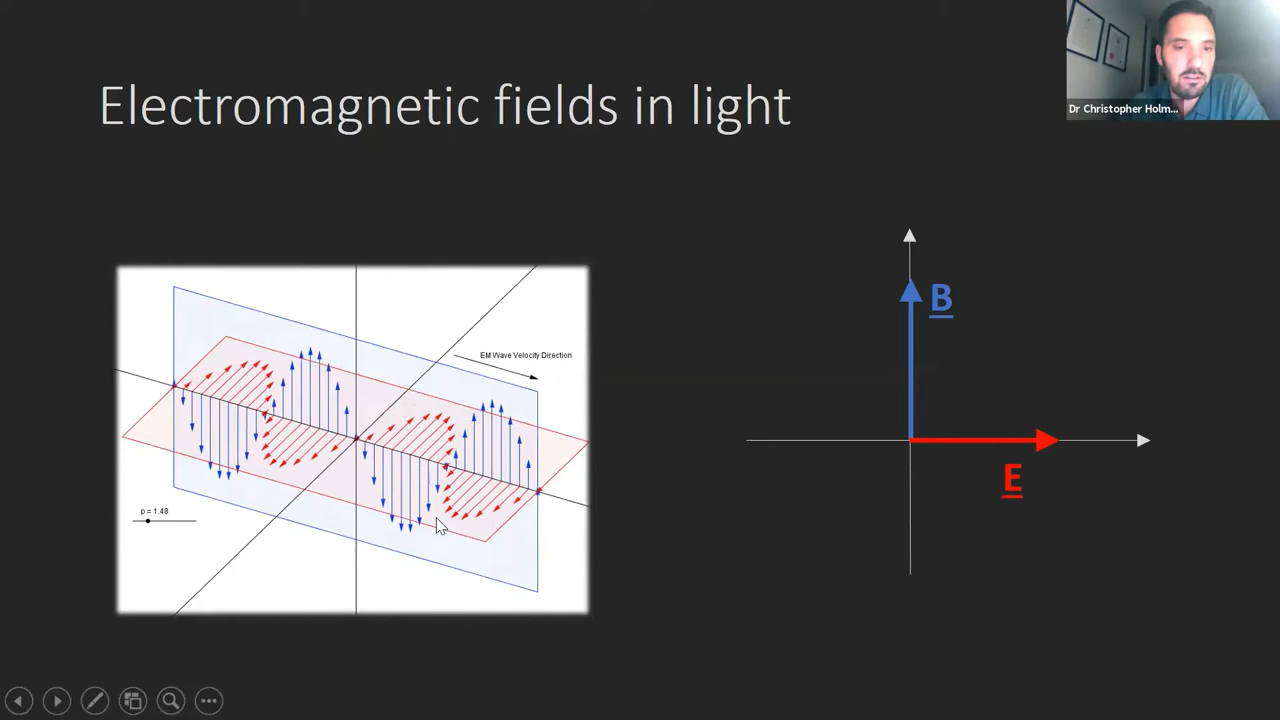 Dr Christopher Holm...
Electromagnetic fields in light
EM Wave Velocity Direction
p = 1.48
B
E